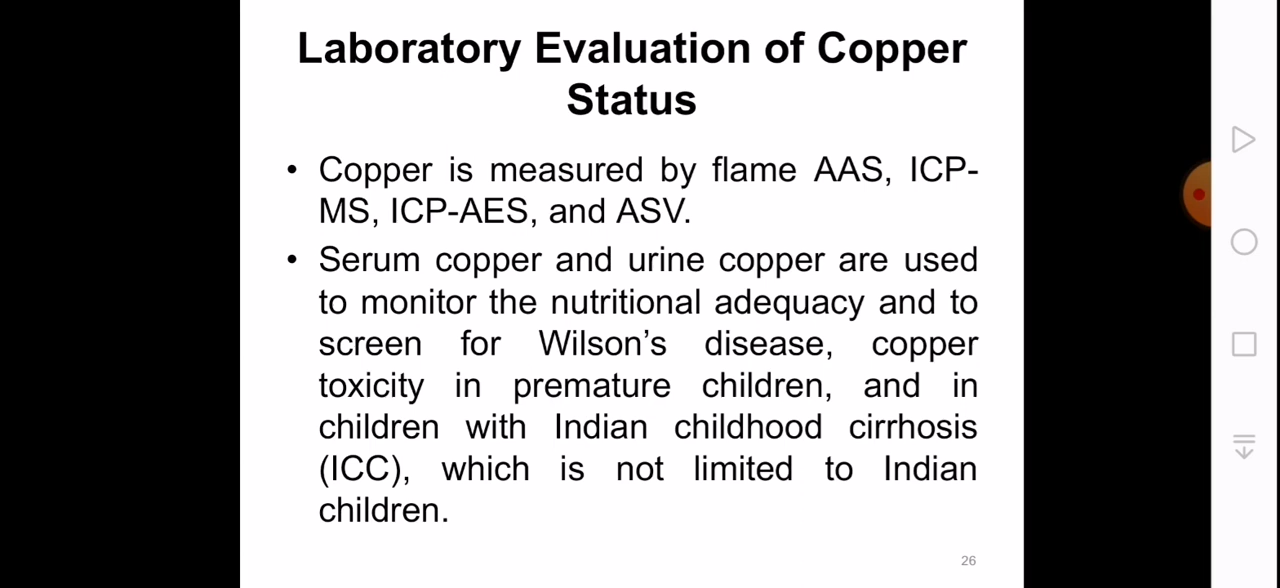 Laboratory Evaluation of Copper
Status
• Copper is measured by flame AAS, ICP-
MS, ICP-AES, and ASV.
• Serum copper and urine copper are used
to monitor the nutritional adequacy and to
screen for Wilson’s disease, copper
toxicity in premature children, and in
children with Indian childhood cirrhosis
(ICC), which is not limited to Indian
children.
26